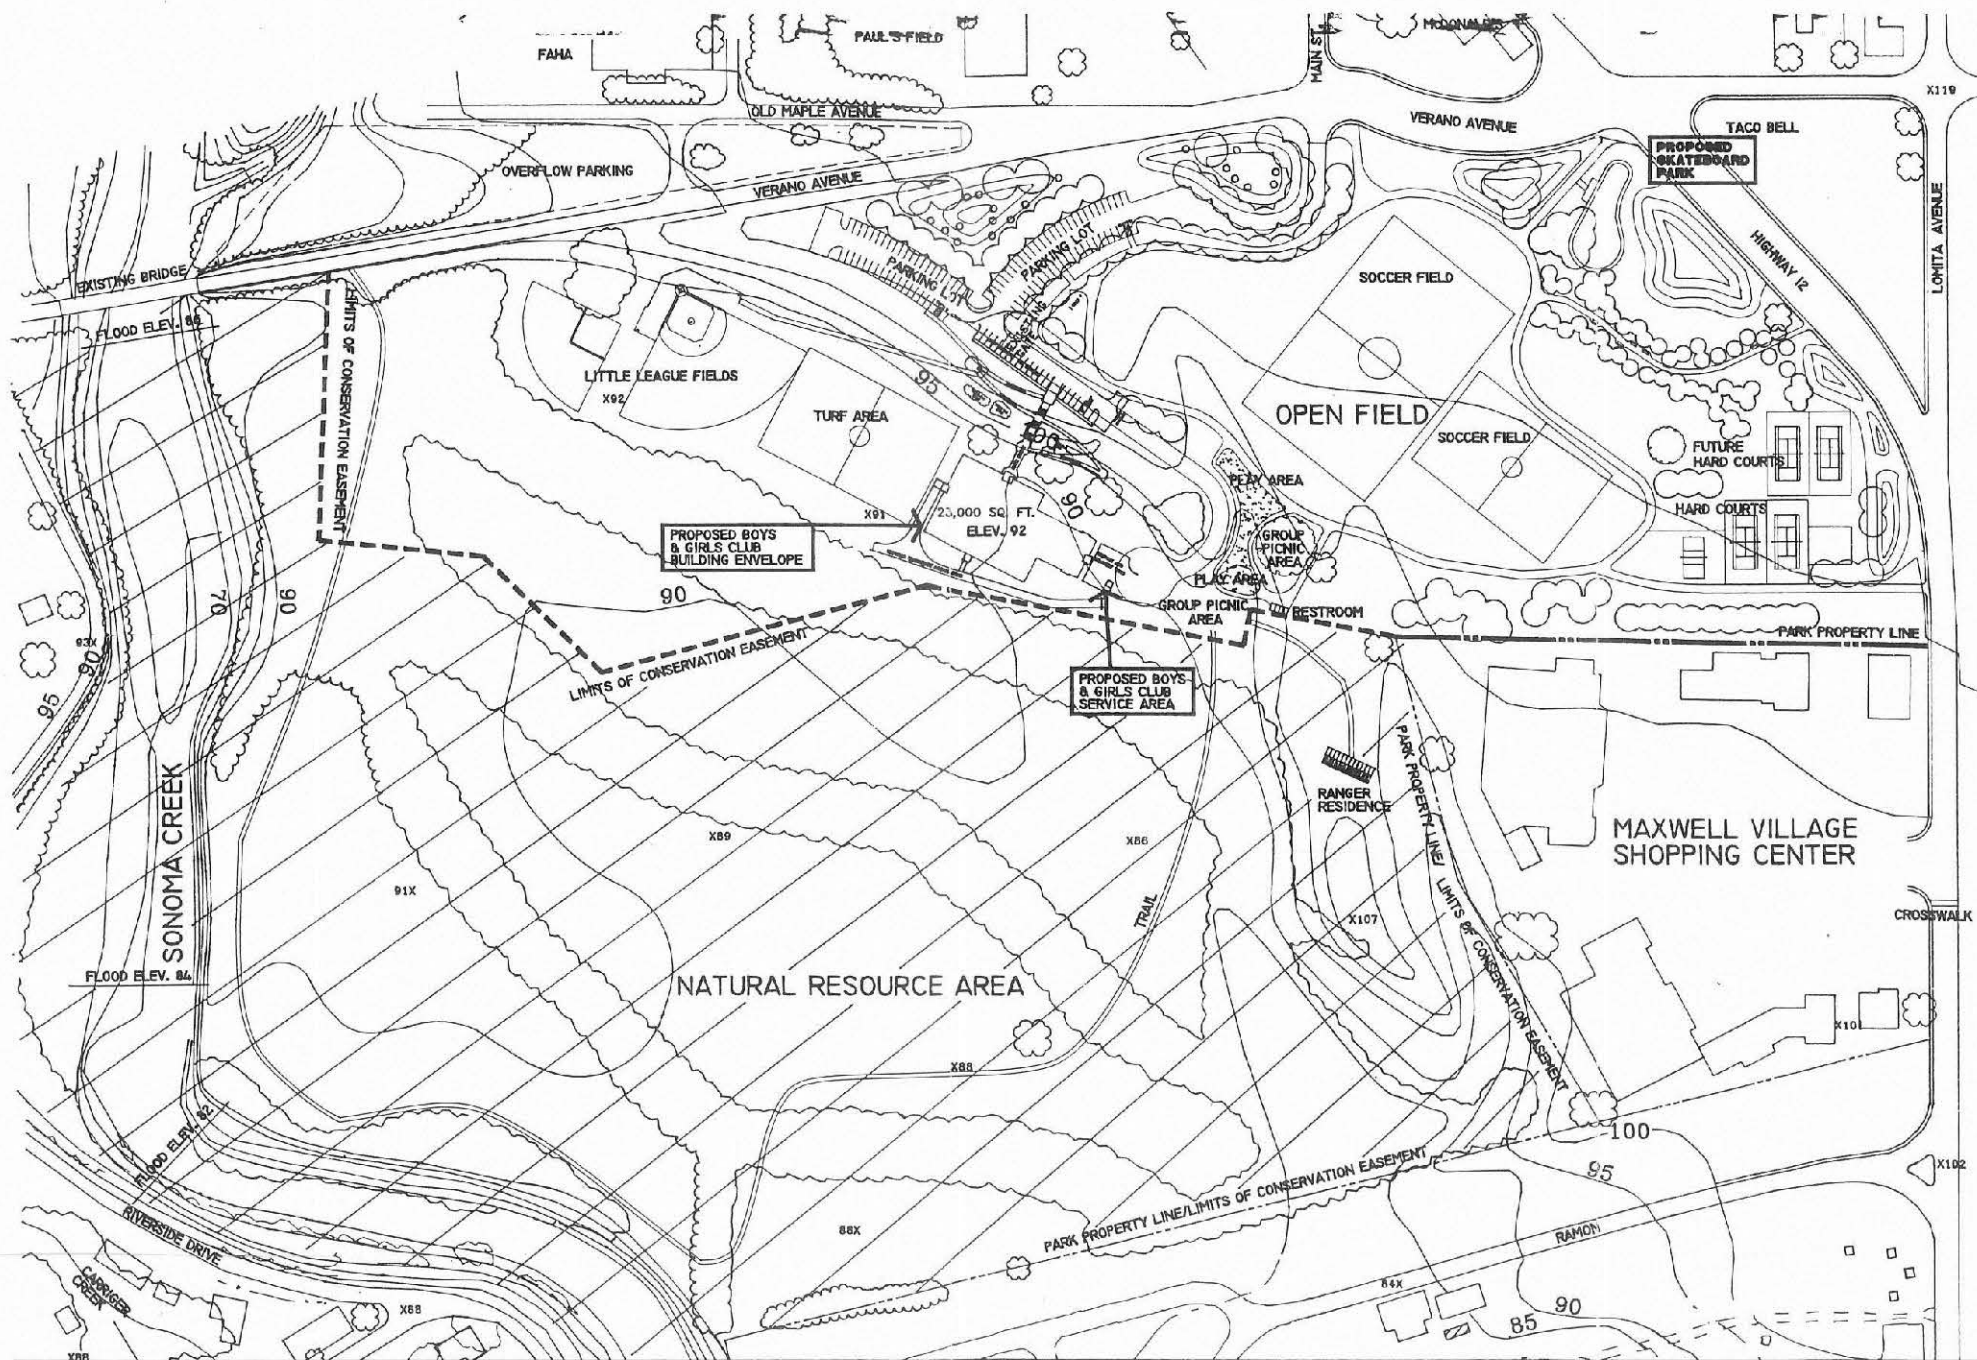 FAHA
PAUL'S FIELD
MAIN ST.
McDONALDS
X119
OLD MAPLE AVENUE
VERANO AVENUE
TACO BELL
PROPOSED
SKATEBOARD
PARK
OVERFLOW PARKING
VERANO AVENUE
LOMITA AVENUE
PARKING LOT
PARKING LOT
HIGHWAY 12
EXISTING BRIDGE
SOCCER FIELD
FLOOD ELEV. 86
LIMITS OF CONSERVATION EASEMENT
LITTLE LEAGUE FIELDS
X92
95
TURF AREA
OPEN FIELD
SOCCER FIELD
100
FUTURE
HARD COURTS
PLAY AREA
90
HARD COURTS
X91
23,000 SQ. FT.
ELEV. 92
PROPOSED BOYS
& GIRLS CLUB
BUILDING ENVELOPE
GROUP
PICNIC
AREA
PLAY AREA
70
90
90
GROUP PICNIC
AREA
RESTROOM
PARK PROPERTY LINE
93X
90
95
LIMITS OF CONSERVATION EASEMENT
PROPOSED BOYS
& GIRLS CLUB
SERVICE AREA
PARK PROPERTY LINE/ LIMITS OF CONSERVATION EASEMENT
RANGER
RESIDENCE
SONOMA CREEK
X89
X86
MAXWELL VILLAGE
SHOPPING CENTER
91X
TRAIL
X107
CROSSWALK
FLOOD ELEV. 84
NATURAL RESOURCE AREA
X101
X88
FLOOD ELEV. 82
100
PARK PROPERTY LINE/LIMITS OF CONSERVATION EASEMENT
95
X102
RIVERSIDE DRIVE
88X
RAMON
CARRIGER
CREEK
84X
X88
90
85
X88